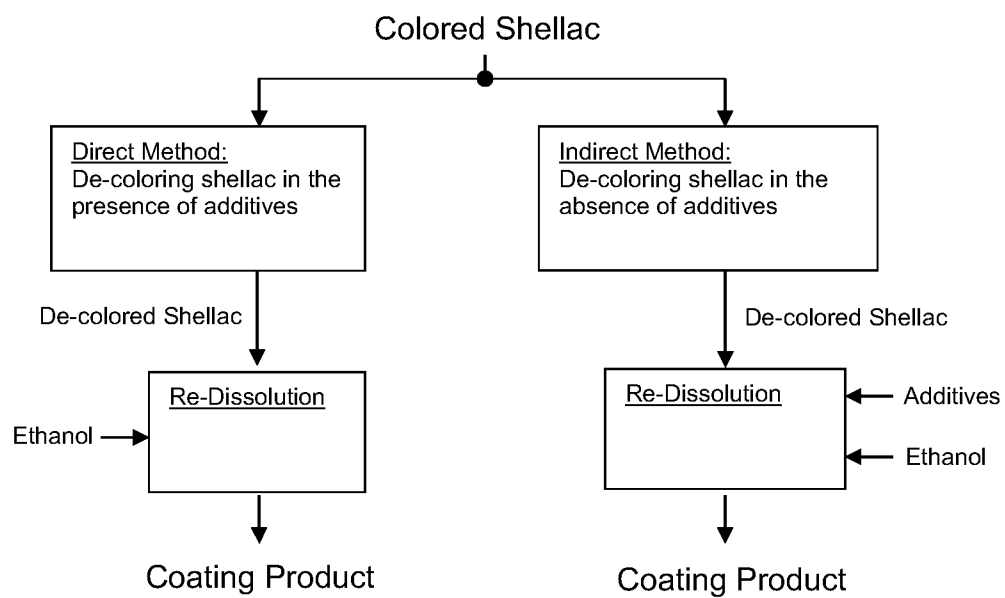 Colored Shellac
Direct Method:
De-coloring shellac in the
presence of additives
Indirect Method:
De-coloring shellac in the
absence of additives
De-colored Shellac
De-colored Shellac
Re-Dissolution
Ethanol
Re-Dissolution
Additives
Ethanol
Coating Product
Coating Product